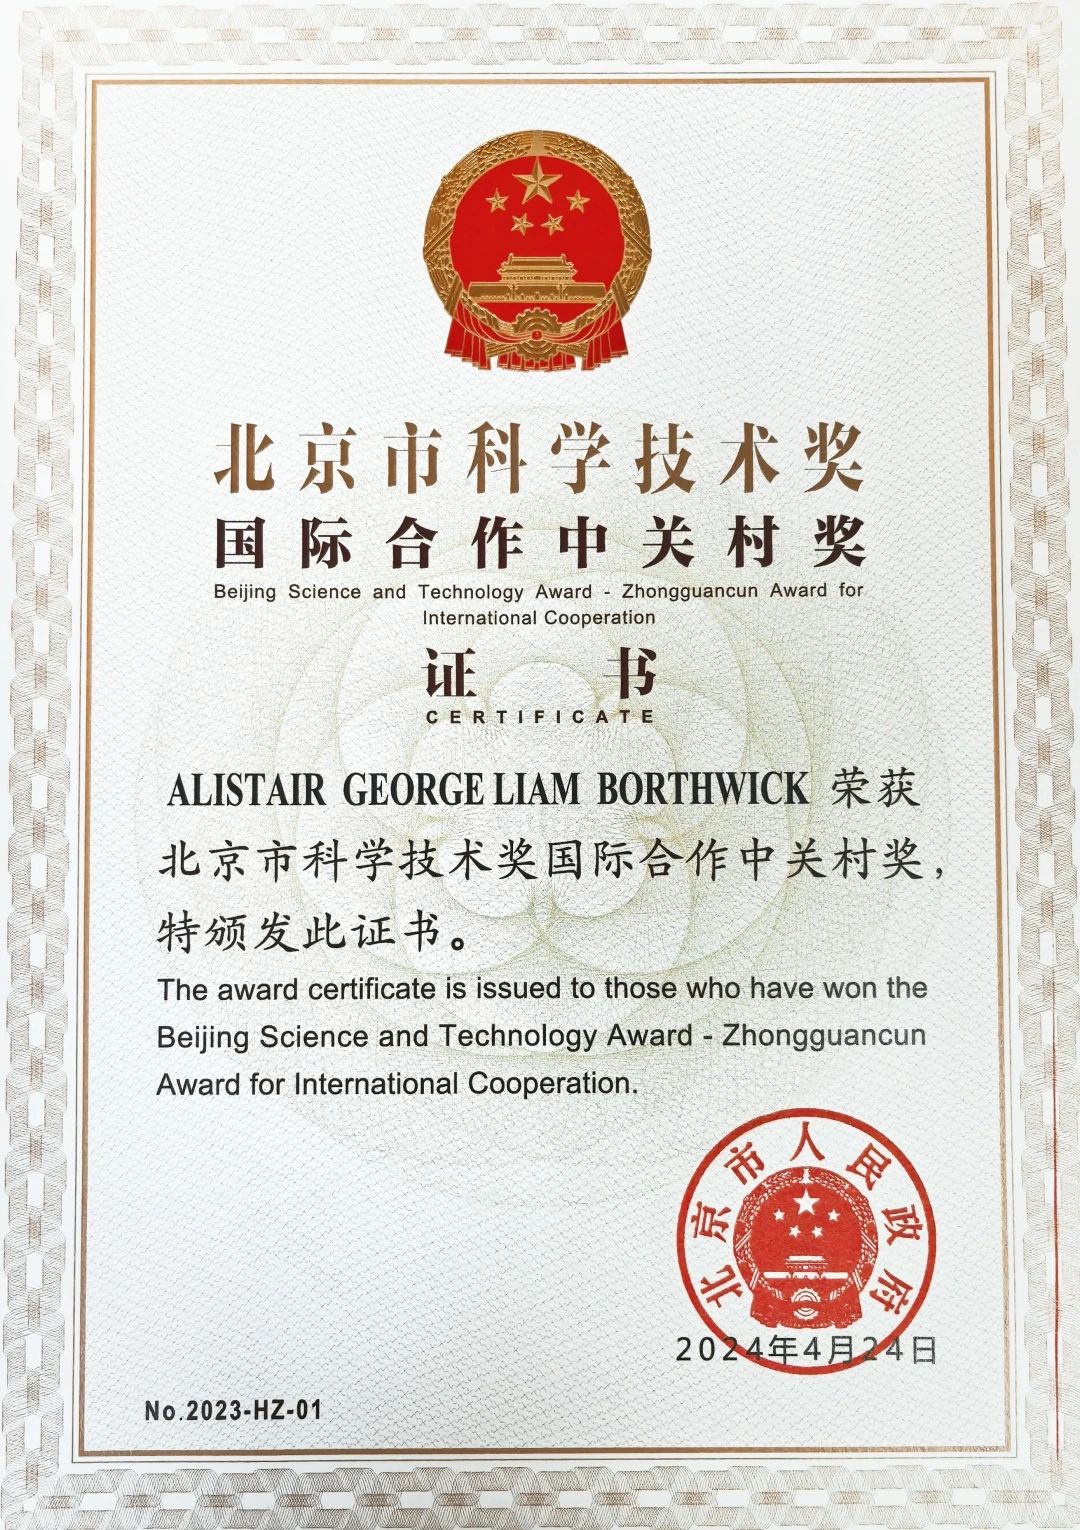 北京市科学技术奖
国际合作中关村奖
Beijing Science and Technology Award - Zhongguancun Award for
International Cooperation
证书
CERTIFICATE
ALISTAIR GEORGE LIAM BORTHWICK 荣获
北京市科学技术奖国际合作中关村奖，
特颁发此证书。
The award certificate is issued to those who have won the
Beijing Science and Technology Award - Zhongguancun
Award for International Cooperation.
北京市人民政府
2024年4月24日
No.2023-HZ-01